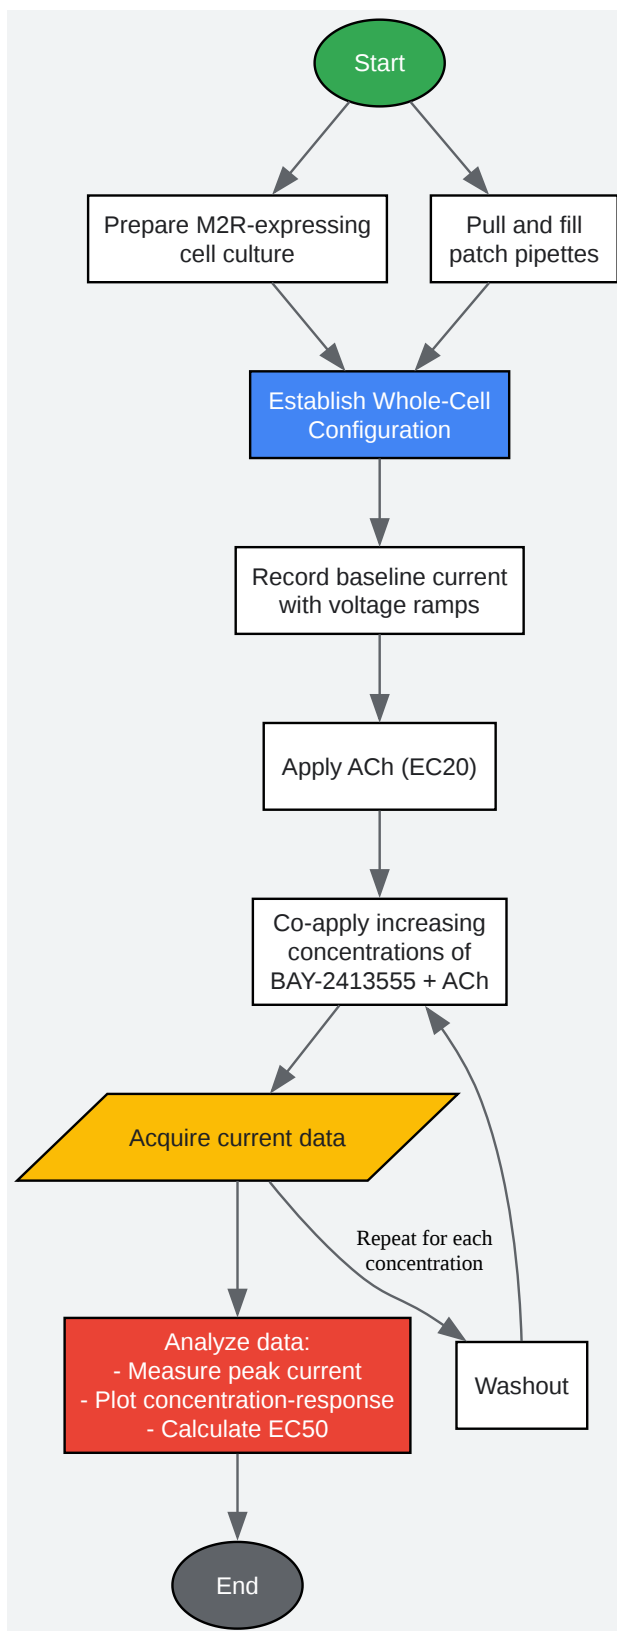 Start
Prepare M2R-expressing
cell culture
Pull and fill
patch pipettes
Establish Whole-Cell
Configuration
Record baseline current
with voltage ramps
Apply ACh (EC20)
Co-apply increasing
concentrations of
BAY-2413555 + ACh
Acquire current data
Repeat for each
concentration
Analyze data:
- Measure peak current
- Plot concentration-response
- Calculate EC50
Washout
End